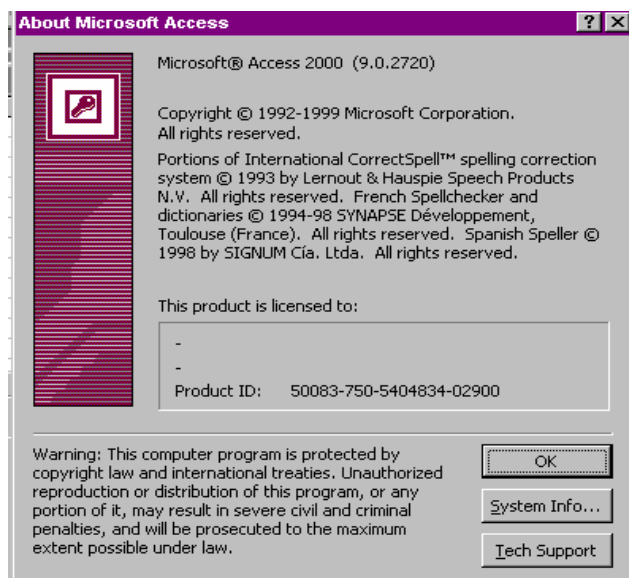 About Microsoft Access
Microsoft® Access 2000 (9.0.2720)
Copyright © 1992-1999 Microsoft Corporation.
All rights reserved.
Portions of International CorrectSpell™ spelling correction
system © 1993 by Lernout & Hauspie Speech Products
N.V. All rights reserved. French Spellchecker and
dictionaries © 1994-98 SYNAPSE Développement,
Toulouse (France). All rights reserved. Spanish Speller ©
1998 by SIGNUM Cía. Ltda. All rights reserved.
This product is licensed to:
-
-
Product ID: 50083-750-5404834-02900
Warning: This computer program is protected by
copyright law and international treaties. Unauthorized
reproduction or distribution of this program, or any
portion of it, may result in severe civil and criminal
penalties, and will be prosecuted to the maximum
extent possible under law.
OK
System Info...
Tech Support